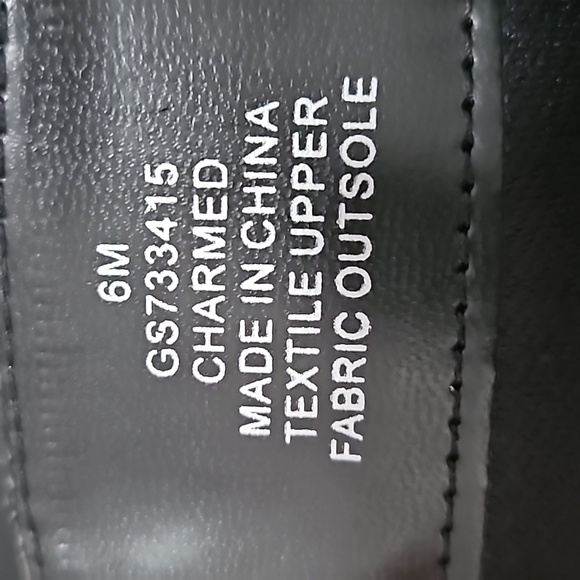 6M
GS733415
CHARMED
MADE IN CHINA
TEXTILE UPPER
FABRIC OUTSOLE